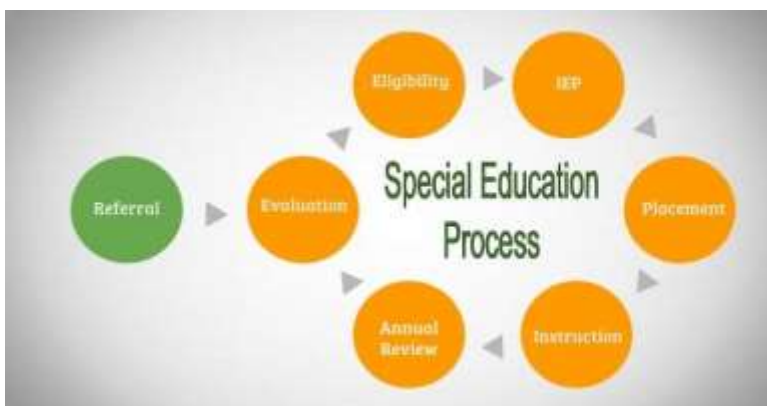 Referral
Evaluation
Eligibility
IEP
Placement
Instruction
Annual
Review
Special Education
Process